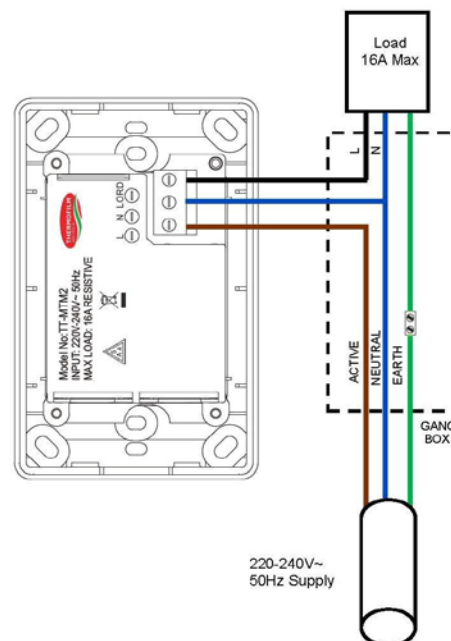 Load
16A Max
L
N
LORD
N
L
THERMOFILM
Model No:TT-MTM2
INPUT: 220V-240V~ 50Hz
MAX LOAD: 16A RESISTIVE
ACTIVE
NEUTRAL
EARTH
GANG
BOX
220-240V~
50Hz Supply